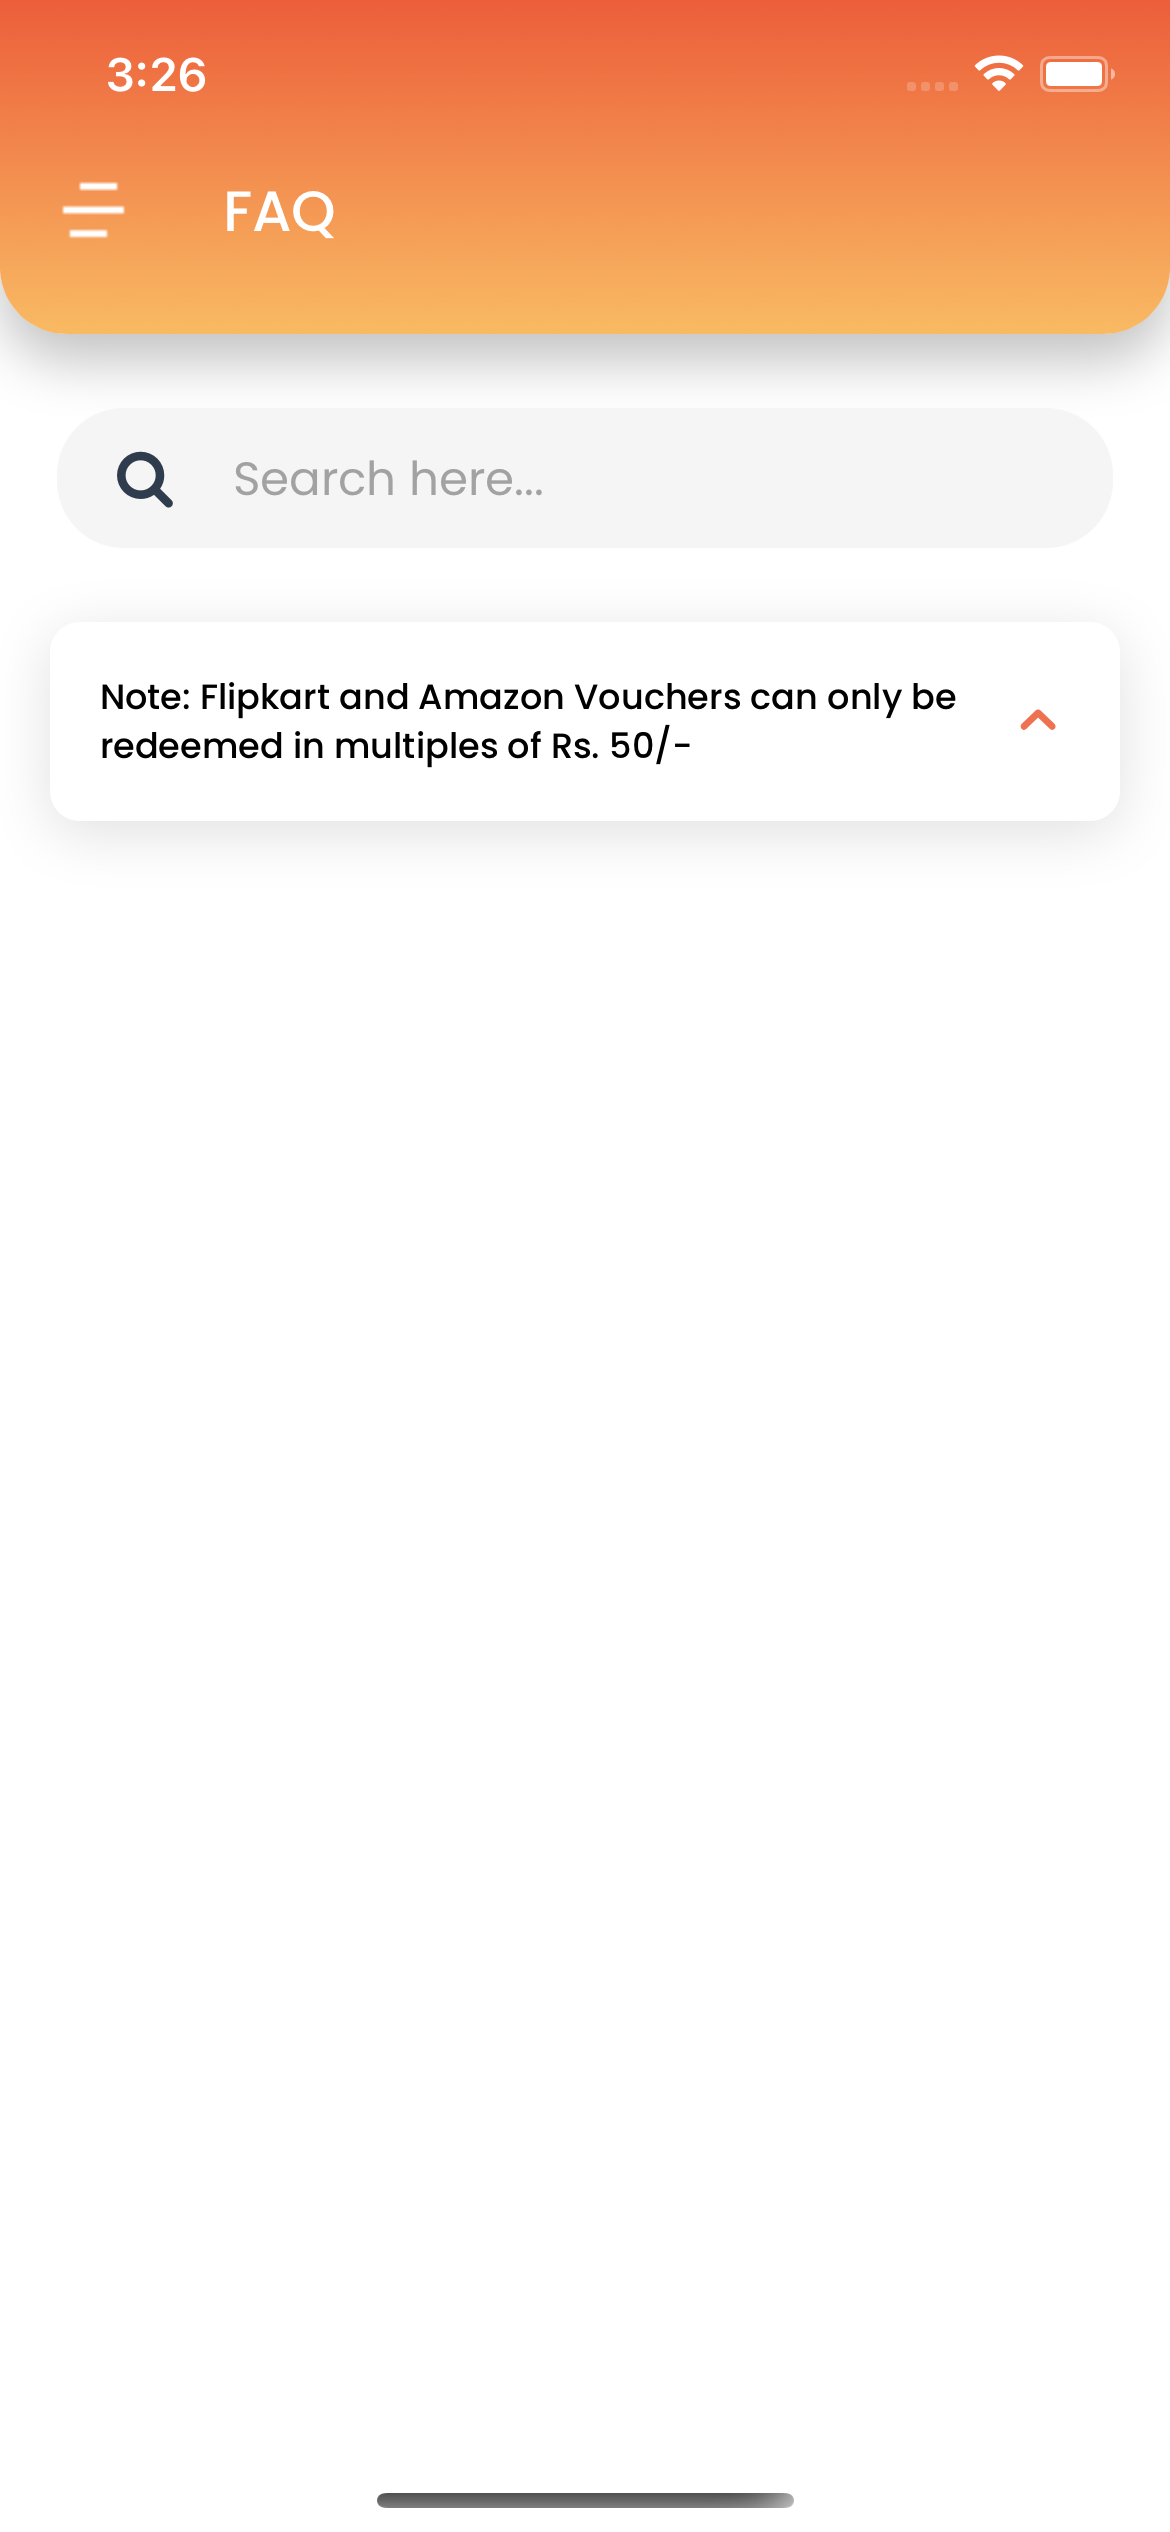 3:26
FAQ
Search here...
Note: Flipkart and Amazon Vouchers can only be
redeemed in multiples of Rs. 50/-